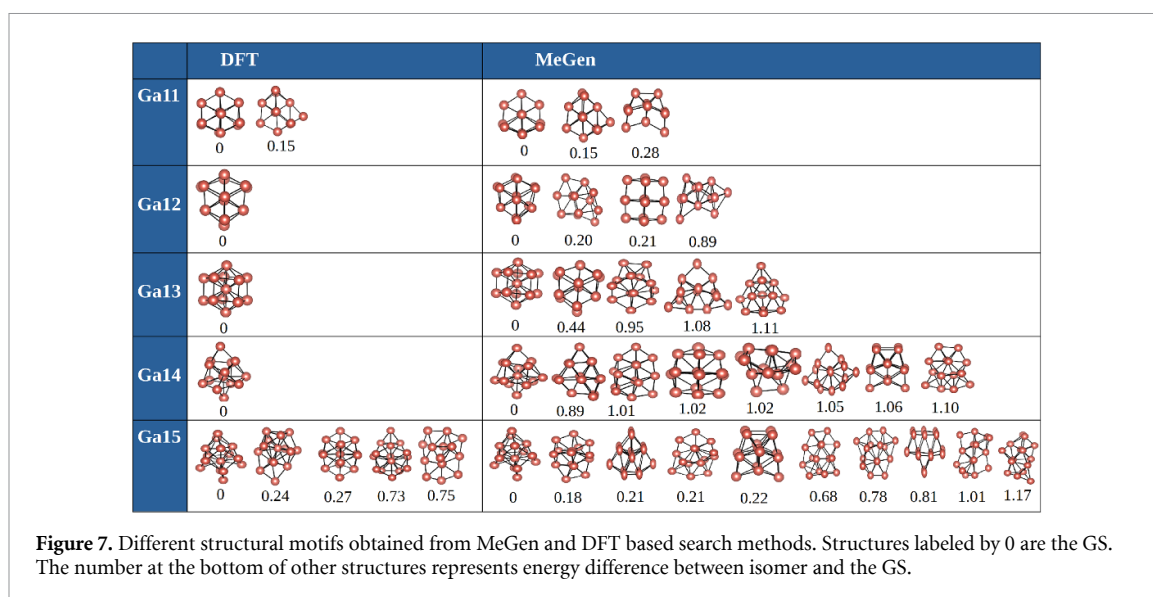 DFT MeGen
Ga11
0 0.15 0 0.15 0.28
Ga12
0 0 0.20 0.21 0.89
Ga13
0 0 0.44 0.95 1.08 1.11
Ga14
0 0 0.89 1.01 1.02 1.02 1.05 1.06 1.10
Ga15
0 0.24 0.27 0.73 0.75 0 0.18 0.21 0.21 0.22 0.68 0.78 0.81 1.01 1.17
Figure 7. Different structural motifs obtained from MeGen and DFT based search methods. Structures labeled by 0 are the GS.
The number at the bottom of other structures represents energy difference between isomer and the GS.